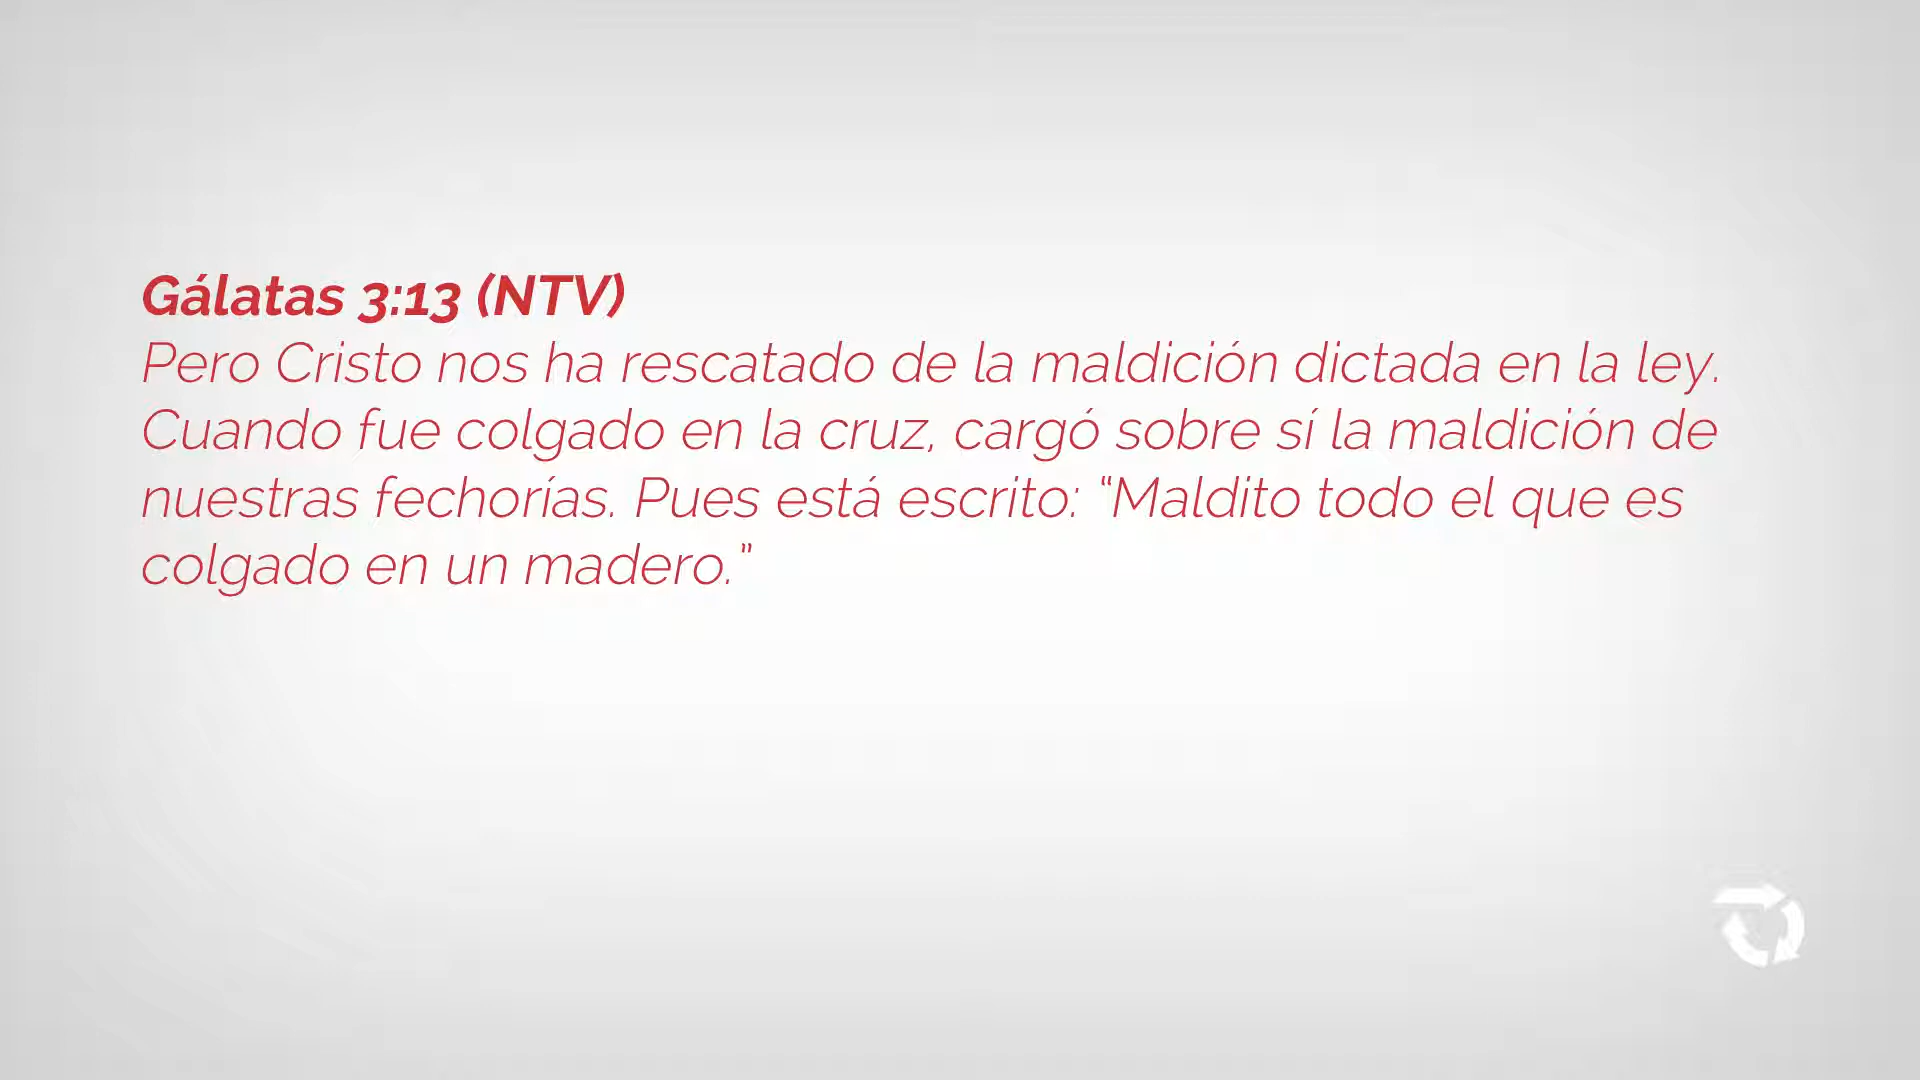 Gálatas 3:13 (NTV)
Pero Cristo nos ha rescatado de la maldición dictada en la ley.
Cuando fue colgado en la cruz, cargó sobre sí la maldición de
nuestras fechorías. Pues está escrito: “Maldito todo el que es
colgado en un madero.”